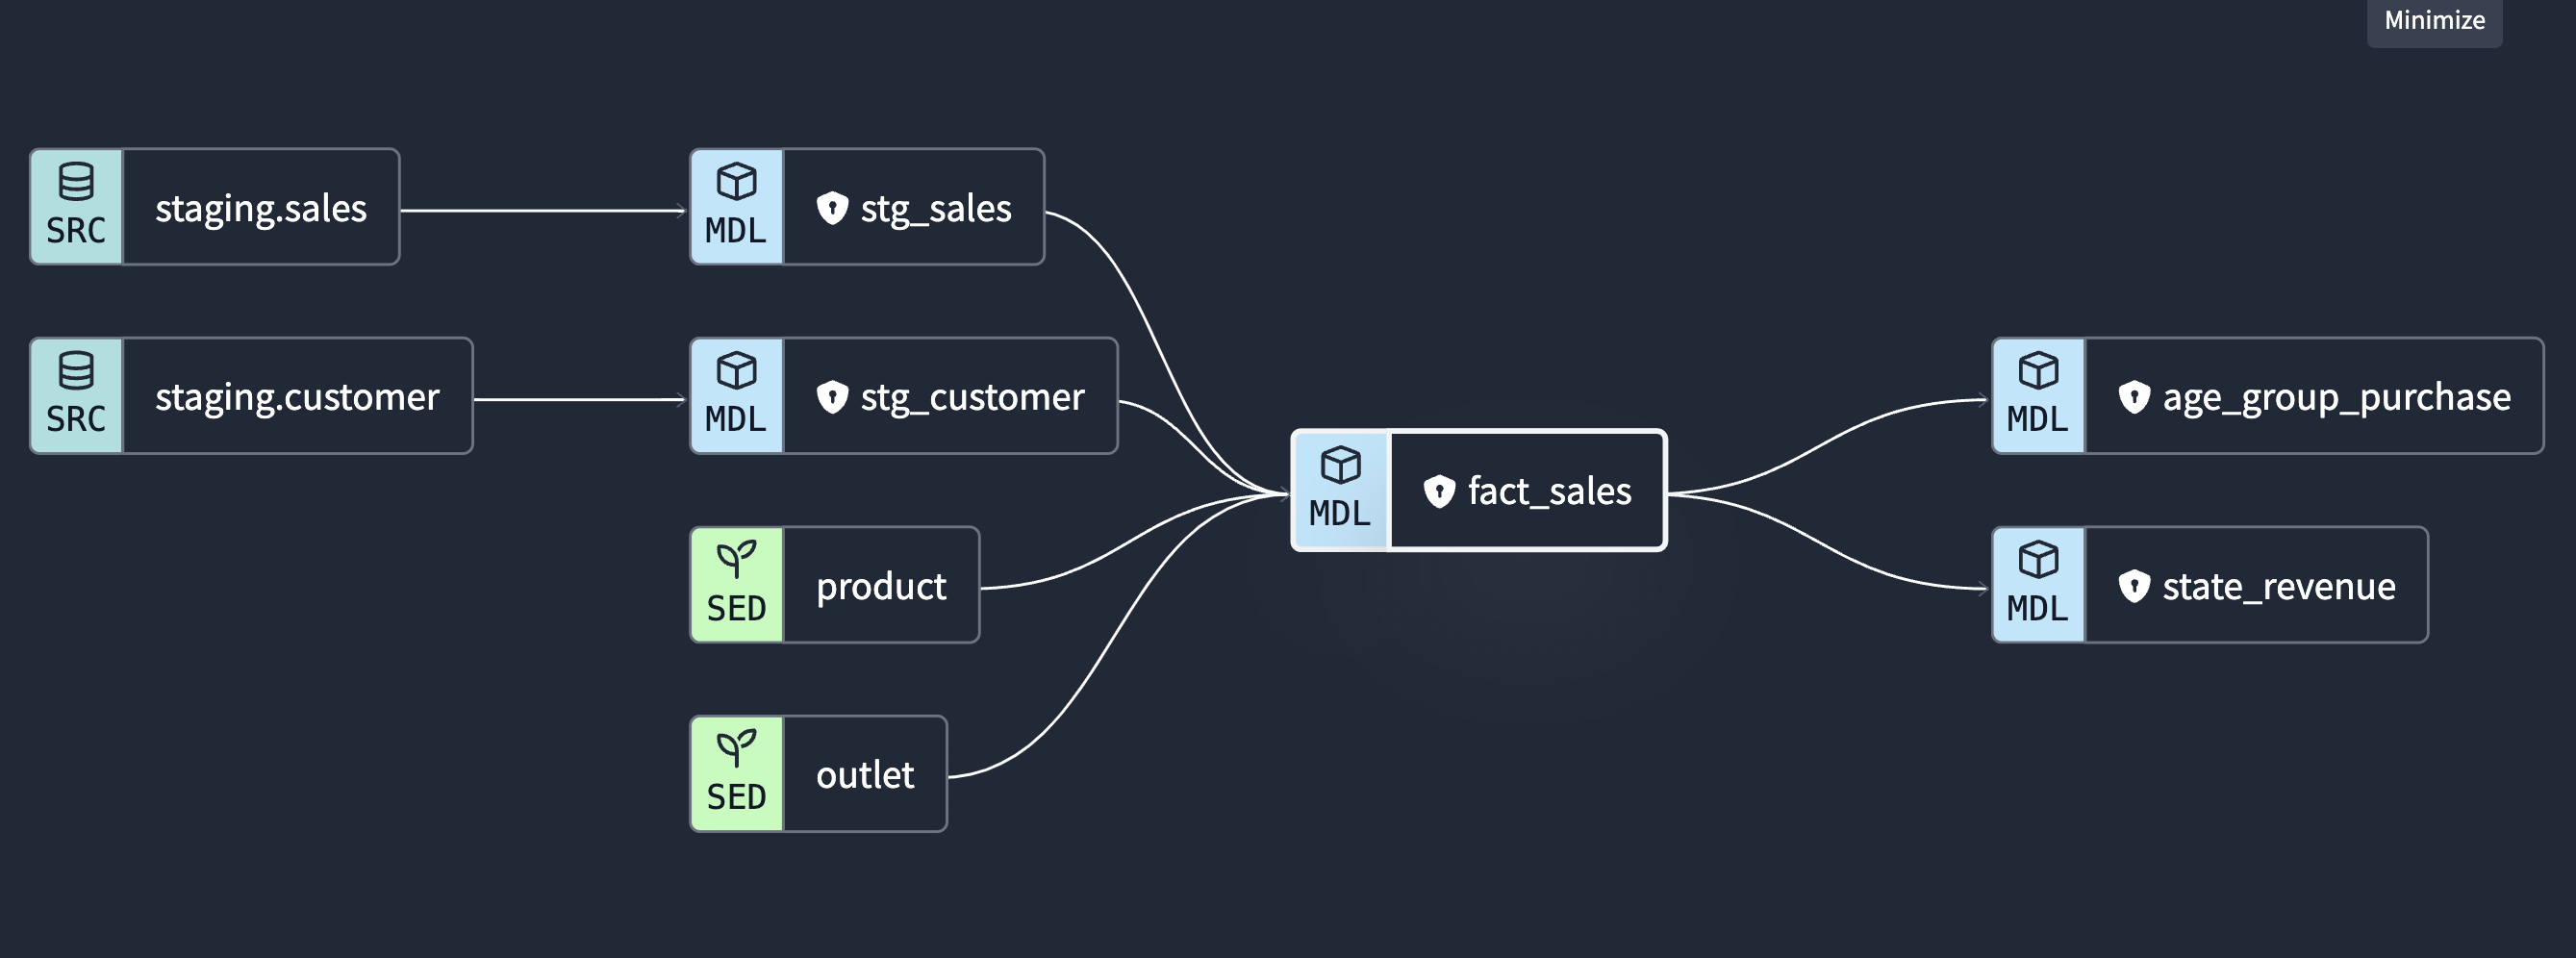 Minimize
SRC
staging.sales
MDL
stg_sales
SRC
staging.customer
MDL
stg_customer
MDL
fact_sales
MDL
age_group_purchase
SED
product
MDL
state_revenue
SED
outlet